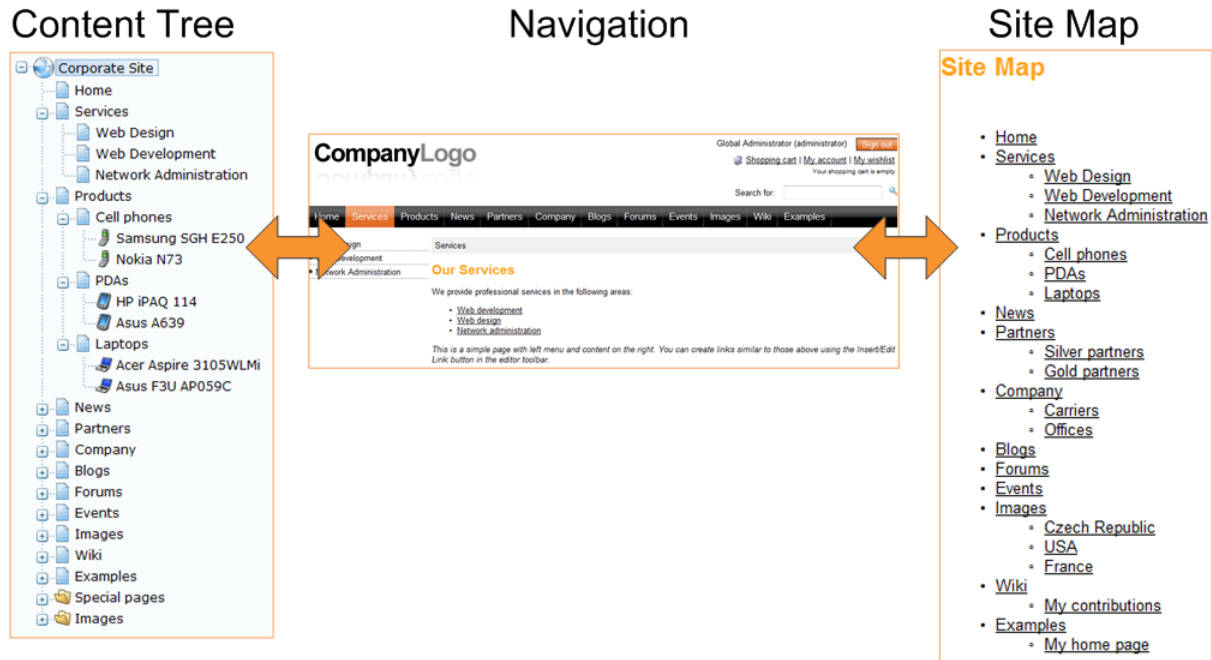 Content Tree
Navigation
Site Map
Corporate Site
Home
Services
Web Design
Web Development
Network Administration
Products
Cell phones
Samsung SGH E250
Nokia N73
PDAs
HP iPAQ 114
Asus A639
Laptops
Acer Aspire 3105WLMi
Asus F3U AP059C
News
Partners
Company
Blogs
Forums
Events
Images
Wiki
Examples
Special pages
Images
CompanyLogo
Global Administrator (administrator) Sign out
Shopping cart | My account | My wishlist
Your shopping cart is empty
Search for:
Home Services Products News Partners Company Blogs Forums Events Images Wiki Examples
Services
Network Administration
Our Services
We provide professional services in the following areas:
• Web development
• Web design
• Network administration
This is a simple page with left menu and content on the right. You can create links similar to those above using the Insert/Edit
Link button in the editor toolbar.
Site Map
• Home
• Services
◦ Web Design
◦ Web Development
◦ Network Administration
• Products
◦ Cell phones
◦ PDAs
◦ Laptops
• News
• Partners
◦ Silver partners
◦ Gold partners
• Company
◦ Carriers
◦ Offices
• Blogs
• Forums
• Events
• Images
◦ Czech Republic
◦ USA
◦ France
• Wiki
◦ My contributions
• Examples
◦ My home page